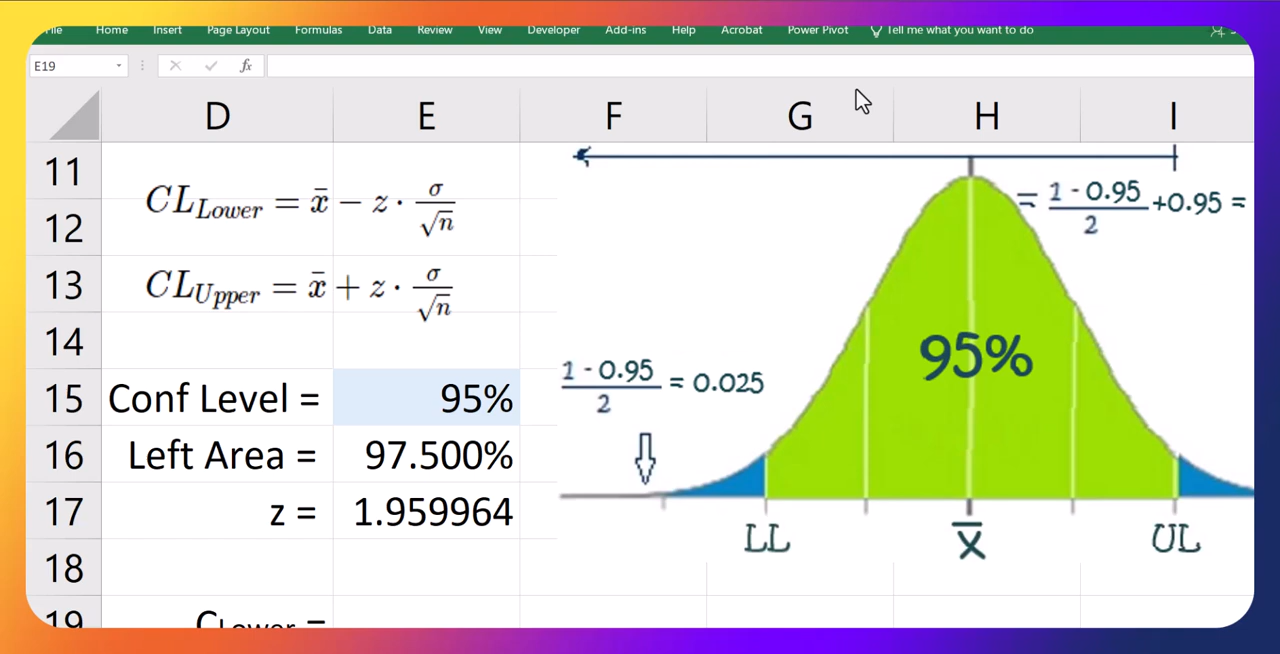 File Home Insert Page Layout Formulas Data Review View Developer Add-ins Help Acrobat Power Pivot Tell me what you want to do
E19 fx
D E F G H I
11
12
13
14
15
16
17
18
19
CL_Lower = x̄ − z · σ/√n
CL_Upper = x̄ + z · σ/√n
Conf Level = 95%
Left Area = 97.500%
z = 1.959964
C_Lower =
= (1 - 0.95)/2 +0.95 =
(1 - 0.95)/2 = 0.025
95%
LL X̄ UL